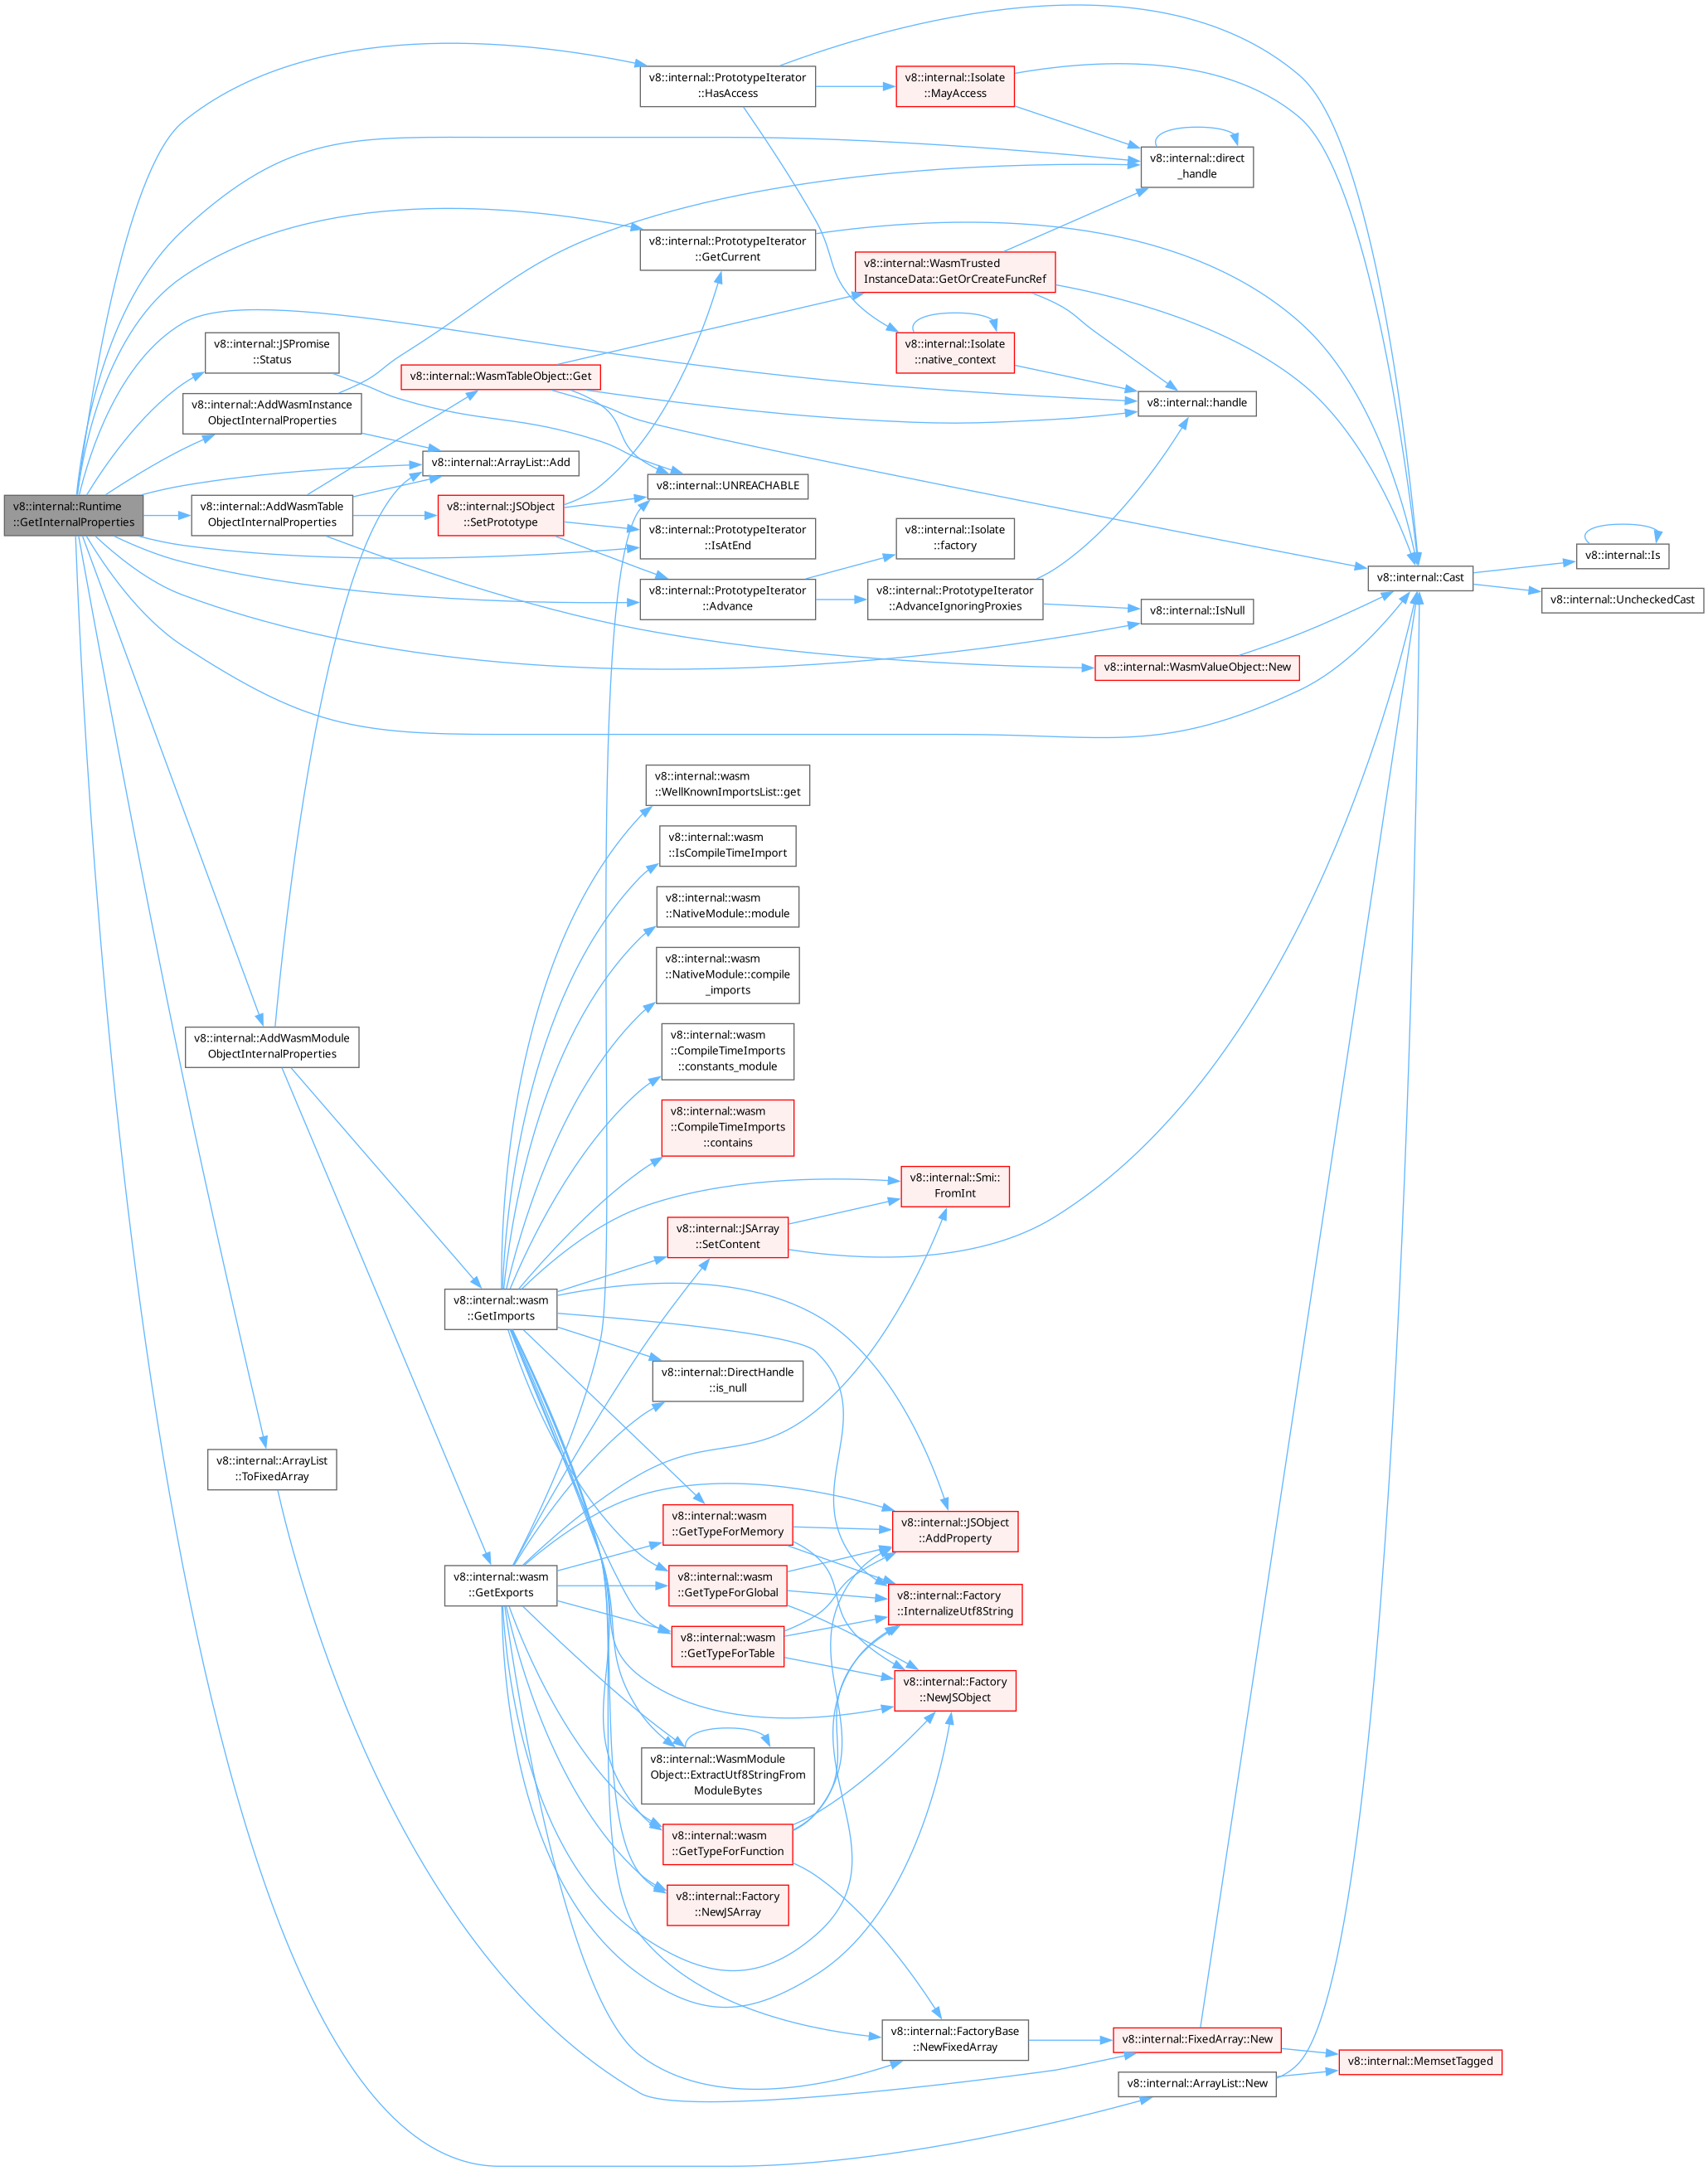 v8::internal::Runtime
::GetInternalProperties
v8::internal::PrototypeIterator
::HasAccess
v8::internal::Isolate
::MayAccess
v8::internal::direct
_handle
v8::internal::PrototypeIterator
::GetCurrent
v8::internal::WasmTrusted
InstanceData::GetOrCreateFuncRef
v8::internal::JSPromise
::Status
v8::internal::Isolate
::native_context
v8::internal::WasmTableObject::Get
v8::internal::AddWasmInstance
ObjectInternalProperties
v8::internal::handle
v8::internal::ArrayList::Add
v8::internal::UNREACHABLE
v8::internal::AddWasmTable
ObjectInternalProperties
v8::internal::JSObject
::SetPrototype
v8::internal::PrototypeIterator
::IsAtEnd
v8::internal::Isolate
::factory
v8::internal::Is
v8::internal::Cast
v8::internal::PrototypeIterator
::Advance
v8::internal::PrototypeIterator
::AdvanceIgnoringProxies
v8::internal::IsNull
v8::internal::UncheckedCast
v8::internal::WasmValueObject::New
v8::internal::wasm
::WellKnownImportsList::get
v8::internal::wasm
::IsCompileTimeImport
v8::internal::wasm
::NativeModule::module
v8::internal::wasm
::NativeModule::compile
_imports
v8::internal::AddWasmModule
ObjectInternalProperties
v8::internal::wasm
::CompileTimeImports
::constants_module
v8::internal::wasm
::CompileTimeImports
::contains
v8::internal::Smi::
FromInt
v8::internal::JSArray
::SetContent
v8::internal::wasm
::GetImports
v8::internal::DirectHandle
::is_null
v8::internal::ArrayList
::ToFixedArray
v8::internal::wasm
::GetTypeForMemory
v8::internal::JSObject
::AddProperty
v8::internal::wasm
::GetExports
v8::internal::wasm
::GetTypeForGlobal
v8::internal::Factory
::InternalizeUtf8String
v8::internal::wasm
::GetTypeForTable
v8::internal::Factory
::NewJSObject
v8::internal::WasmModule
Object::ExtractUtf8StringFrom
ModuleBytes
v8::internal::wasm
::GetTypeForFunction
v8::internal::Factory
::NewJSArray
v8::internal::FactoryBase
::NewFixedArray
v8::internal::FixedArray::New
v8::internal::MemsetTagged
v8::internal::ArrayList::New